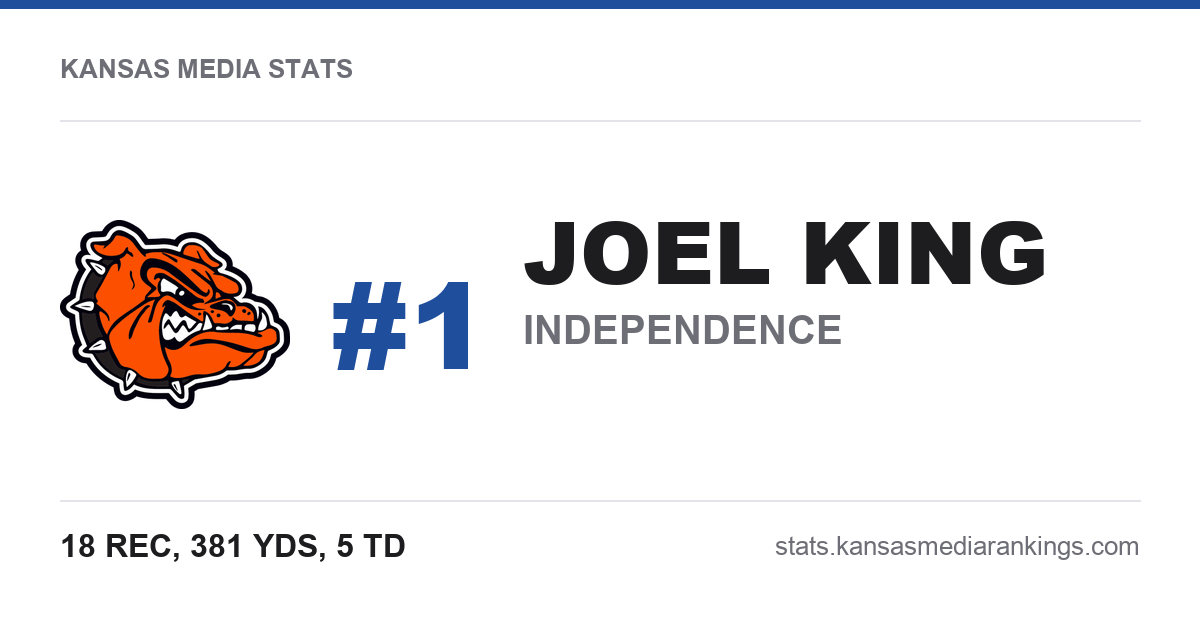 KANSAS MEDIA STATS
#1
JOEL KING
INDEPENDENCE
18 REC, 381 YDS, 5 TD
stats.kansasmediarankings.com